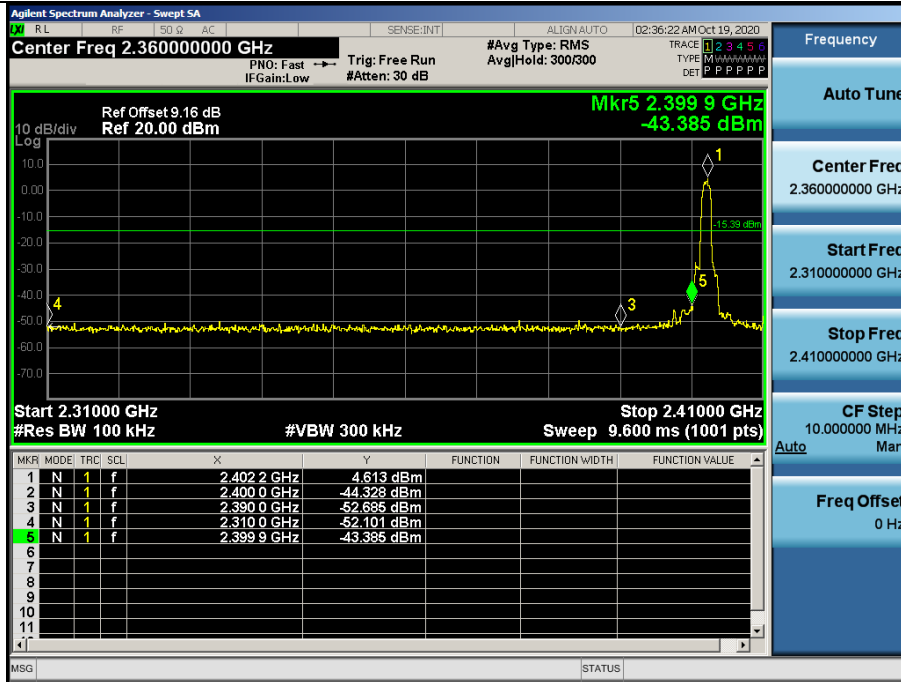 Agilent Spectrum Analyzer - Swept SA
LXI RL RF 50 Ω AC SENSE:INT ALIGN AUTO 02:36:22 AM Oct 19, 2020
Center Freq 2.360000000 GHz
PNO: Fast
IFGain:Low
Trig: Free Run
#Atten: 30 dB
#Avg Type: RMS
Avg|Hold: 300/300
TRACE 1 2 3 4 5 6
TYPE M W W W W W
DET P P P P P P
Frequency
Auto Tune
Center Freq
2.360000000 GHz
Start Freq
2.310000000 GHz
Stop Freq
2.410000000 GHz
CF Step
10.000000 MHz
Auto Man
Freq Offset
0 Hz
Mkr5 2.399 9 GHz
-43.385 dBm
Ref Offset 9.16 dB
10 dB/div Ref 20.00 dBm
Log
10.0
0.00
-10.0
-20.0
-30.0
-40.0
-50.0
-60.0
-70.0
1
-15.39 dBm
5
4
3
Start 2.31000 GHz Stop 2.41000 GHz
#Res BW 100 kHz #VBW 300 kHz Sweep 9.600 ms (1001 pts)
MKR MODE TRC SCL X Y FUNCTION FUNCTION WIDTH FUNCTION VALUE
1 N 1 f 2.402 2 GHz 4.613 dBm
2 N 1 f 2.400 0 GHz -44.328 dBm
3 N 1 f 2.390 0 GHz -52.685 dBm
4 N 1 f 2.310 0 GHz -52.101 dBm
5 N 1 f 2.399 9 GHz -43.385 dBm
6
7
8
9
10
11
MSG STATUS